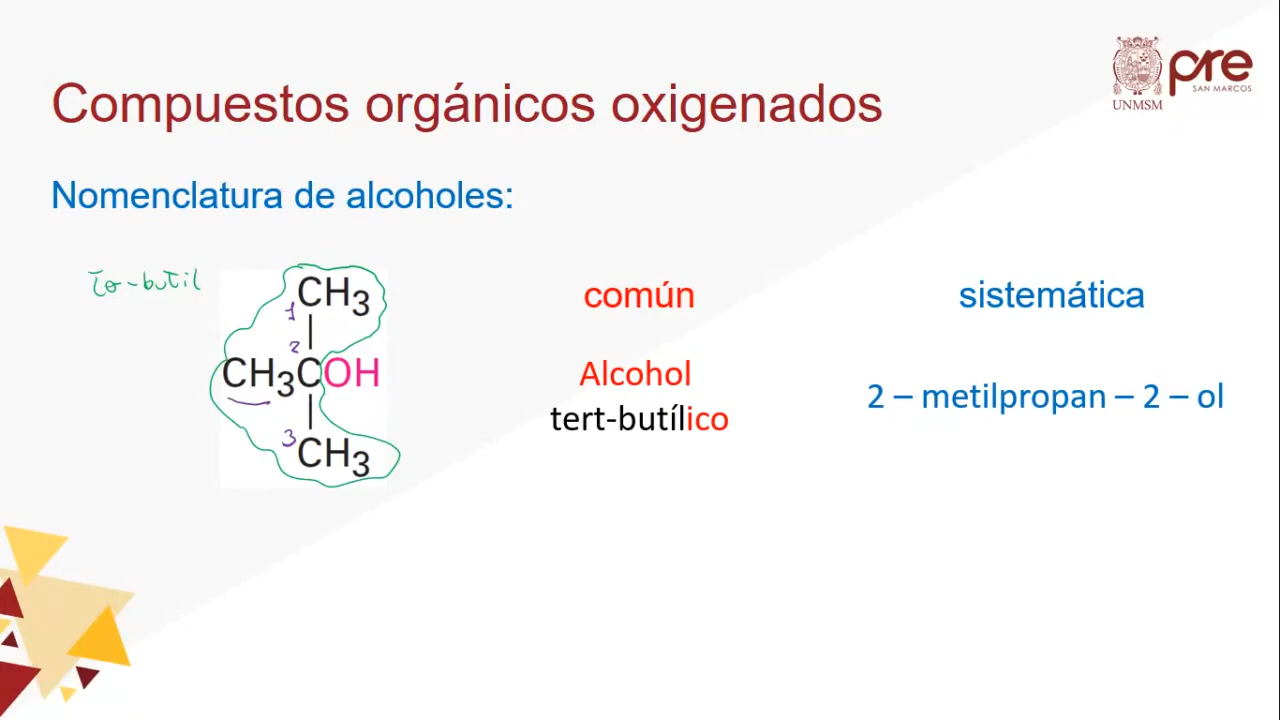 pre
SAN MARCOS
UNMSM
Compuestos orgánicos oxigenados
Nomenclatura de alcoholes:
-butil
1 CH3
común
sistemática
2
CH3COH
Alcohol
tert-butílico
2 – metilpropan – 2 – ol
3 CH3